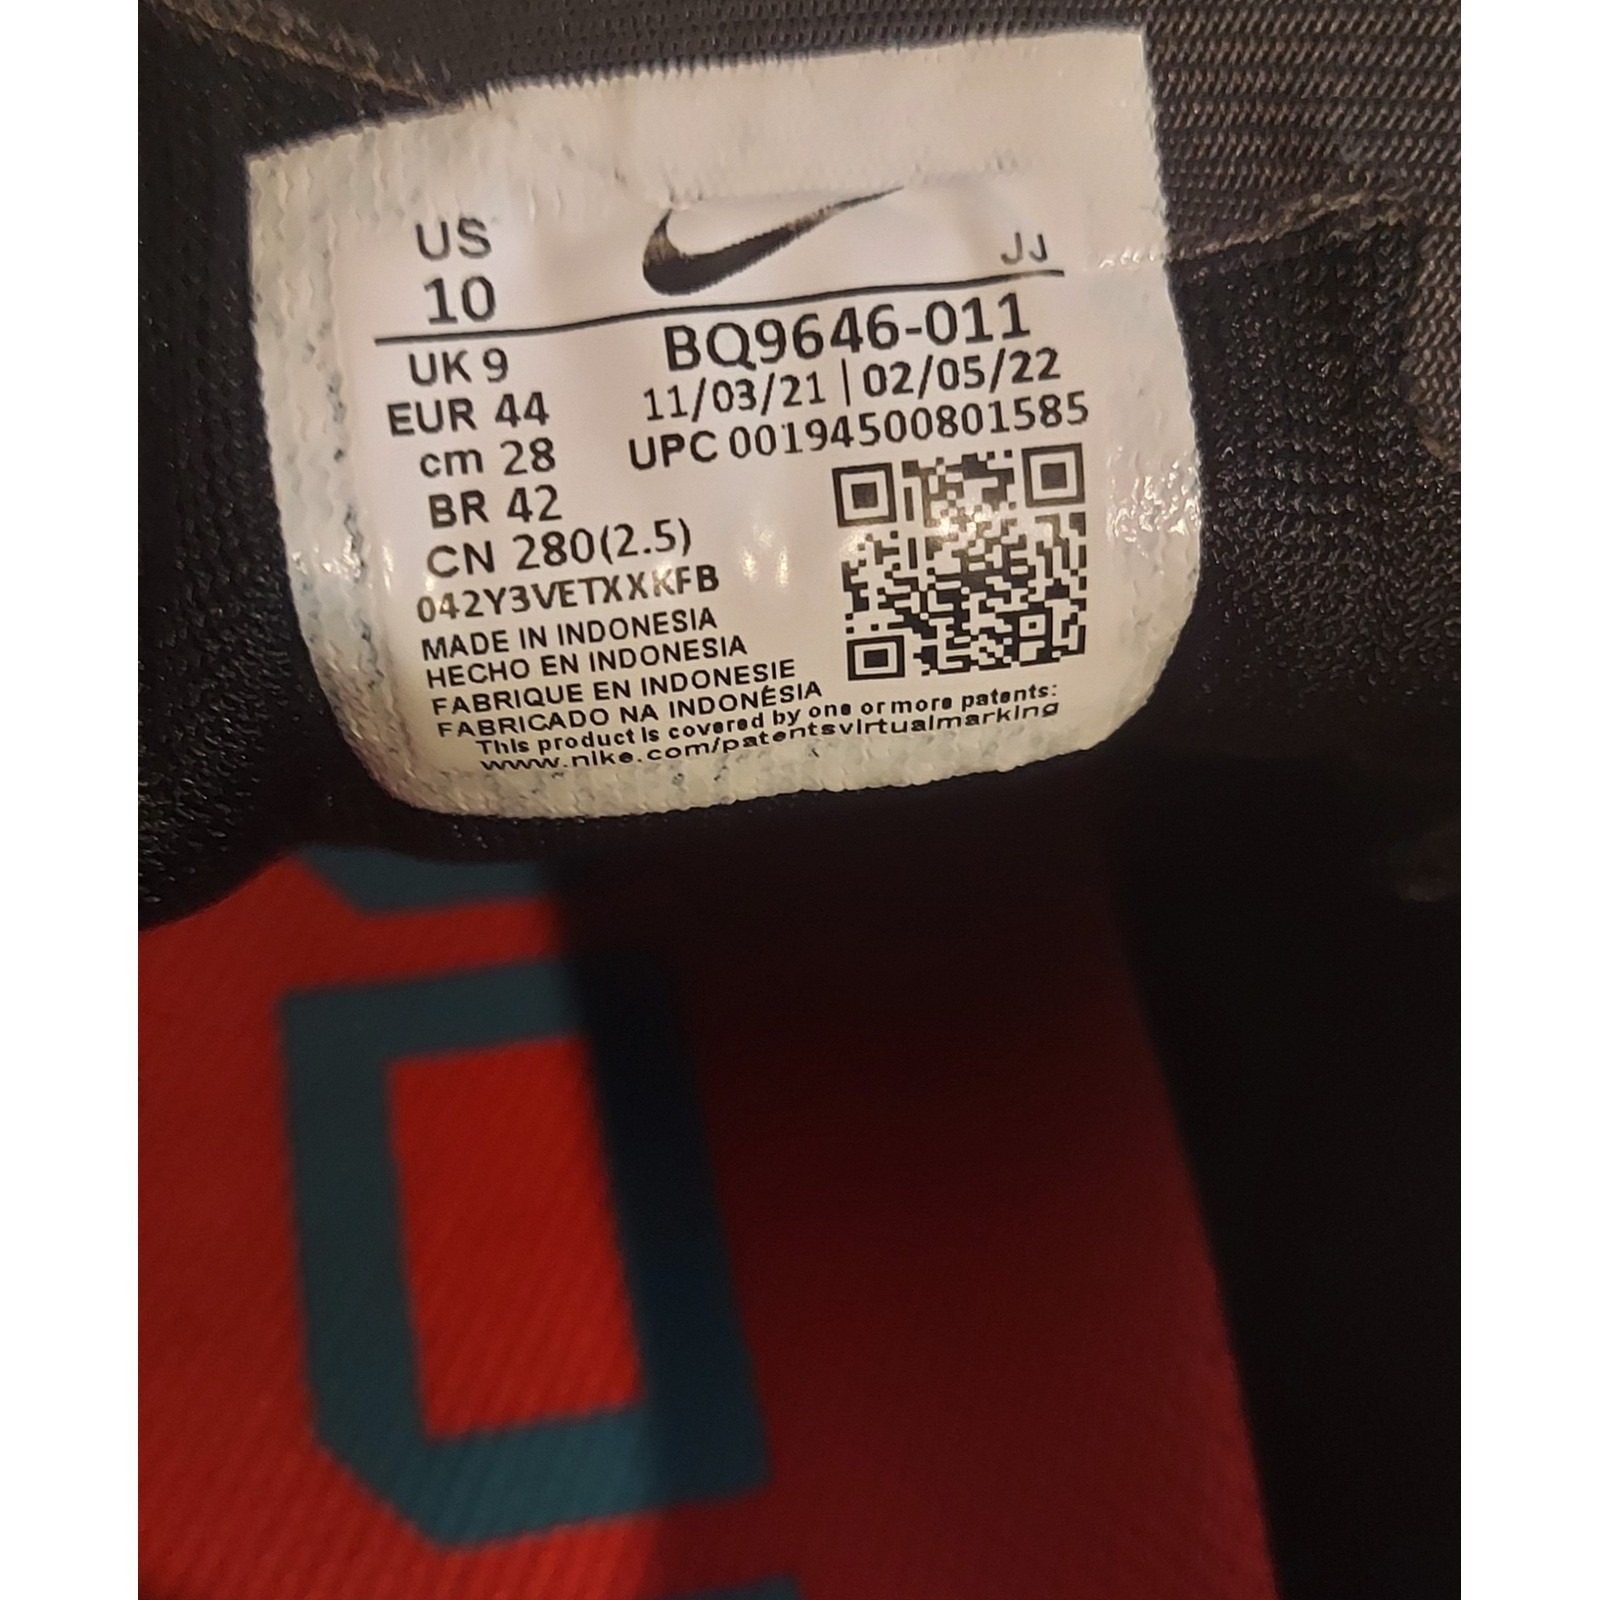 US
10
JJ
UK 9
EUR 44
cm 28
BR 42
CN 280(2.5)
BQ9646-011
11/03/21 | 02/05/22
UPC 00194500801585
042Y3VETXXKFB
MADE IN INDONESIA
HECHO EN INDONESIA
FABRIQUE EN INDONESIE
FABRICADO NA INDONÉSIA
This product is covered by one or more patents:
www.nike.com/patentsvirtualmarking